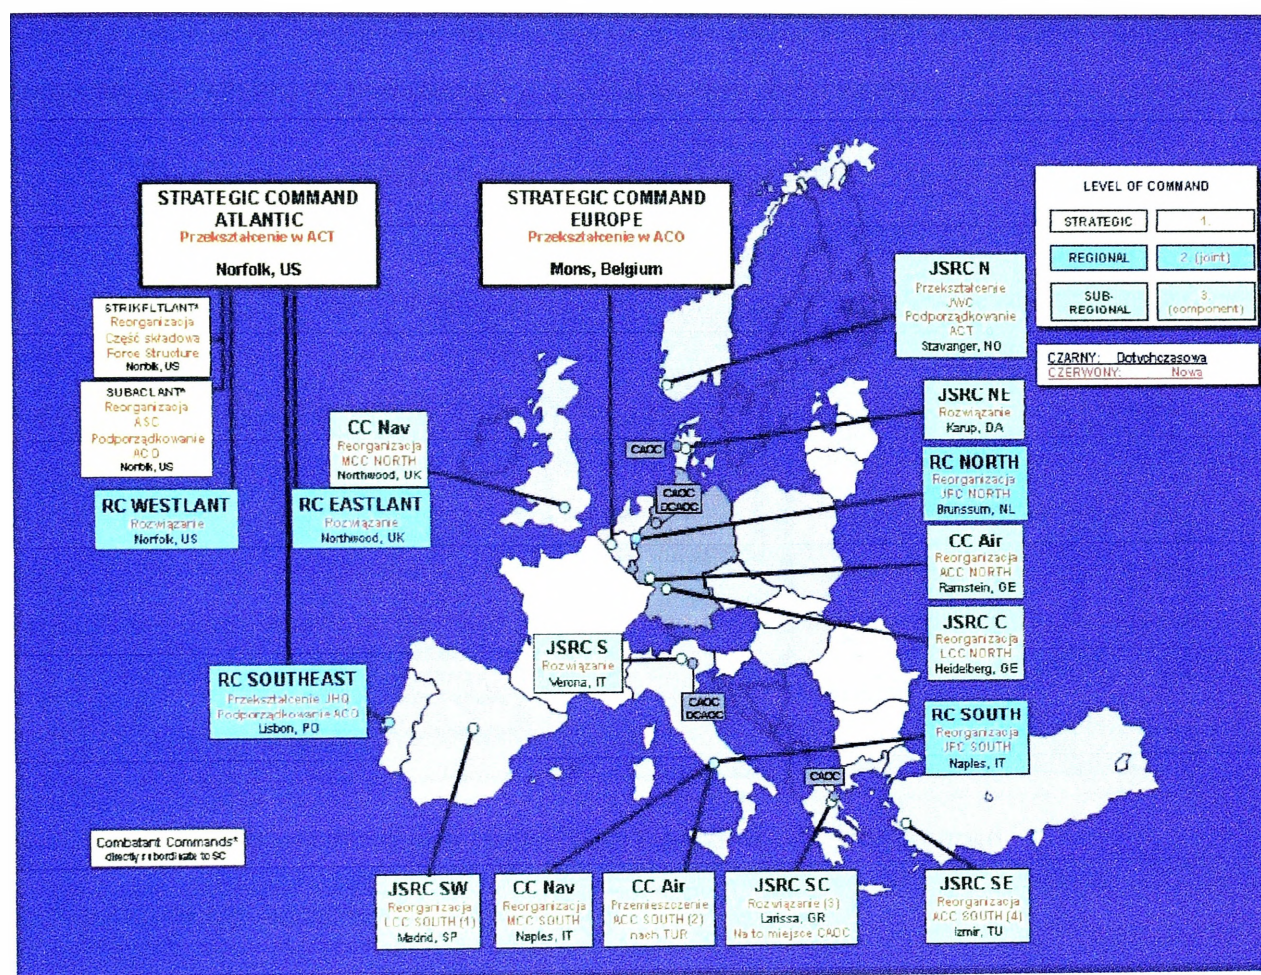 STRATEGIC COMMAND
ATLANTIC
Przekształcenie w ACT
Norfolk, US
STRATEGIC COMMAND
EUROPE
Przekształcenie w ACO
Mons, Belgium
LEVEL OF COMMAND
STRATEGIC
1.
REGIONAL
2. (joint)
SUB-
REGIONAL
3.
(component)
CZARNY: Dotychczasowa
CZERWONY: Nowa
STRIKFLTLANT*
Reorganizacja
Część składowa
Force Structure
Norfolk, US
SUBACLANT*
Reorganizacja
ASC
Podporządkowanie
ACO
Norfolk, US
RC WESTLANT
Rozwiązanie
Norfolk, US
RC EASTLANT
Rozwiązanie
Northwood, UK
CC Nav
Reorganizacja
MCC NORTH
Northwood, UK
JSRC N
Przekształcenie
JWC
Podporządkowanie
ACT
Stavanger, NO
JSRC NE
Rozwiązanie
Karup, DA
CAOC
CAOC
DCAOC
RC NORTH
Reorganizacja
JFC NORTH
Brunssum, NL
CC Air
Reorganizacja
ACC NORTH
Ramstein, GE
JSRC C
Reorganizacja
LCC NORTH
Heidelberg, GE
JSRC S
Rozwiązanie
Verona, IT
CAOC
DCAOC
RC SOUTHEAST
Przekształcenie JHQ
Podporządkowanie ACO
Lisbon, PO
RC SOUTH
Reorganizacja
JFC SOUTH
Naples, IT
CAOC
Combatant Commands*
directly subordinate to SC
JSRC SW
Reorganizacja
LCC SOUTH (1)
Madrid, SP
CC Nav
Reorganizacja
MCC SOUTH
Naples, IT
CC Air
Przemieszczenie
ACC SOUTH (2)
nach TUR
JSRC SC
Rozwiązanie (3)
Larissa, GR
Na to miejsce CAOC
JSRC SE
Reorganizacja
ACC SOUTH (4)
Izmir, TU